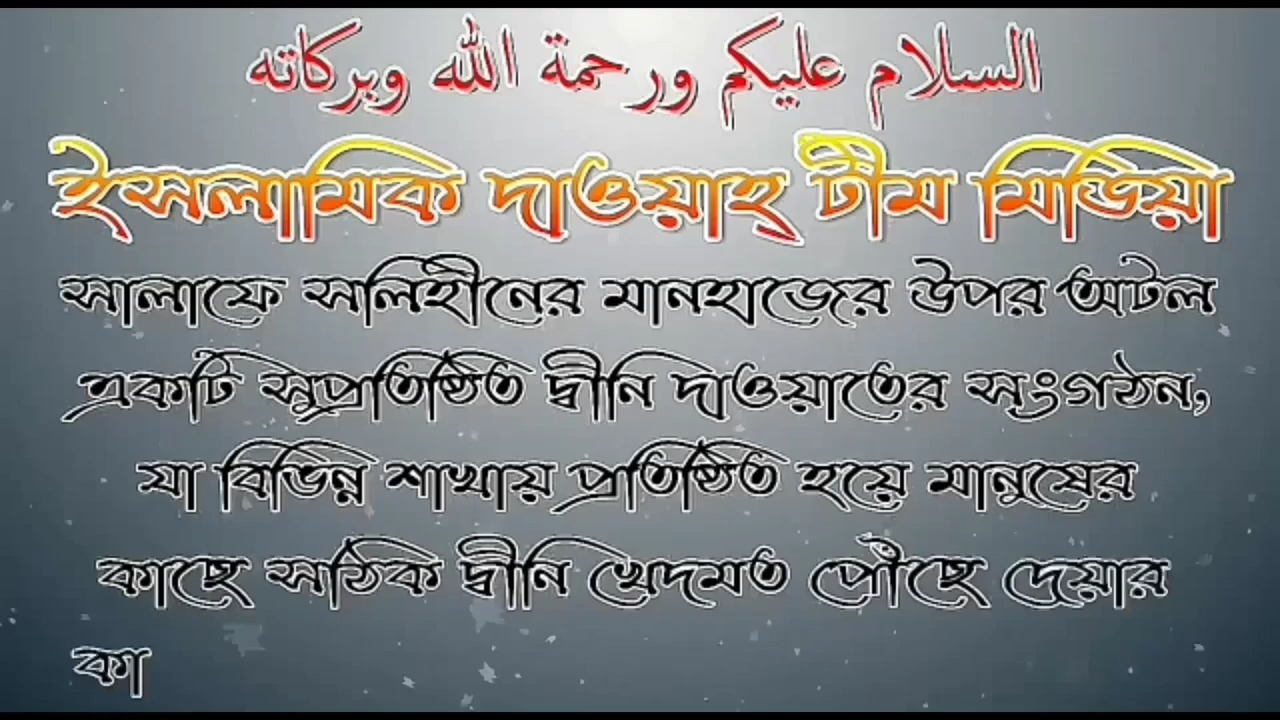 السلام عليكم ورحمة الله وبركاته
ইসলামিক দাওয়াহ্ টীম মিডিয়া
সালাফে সলিহীনের মানহাজের উপর অটল
একটি সুপ্রতিষ্ঠিত দ্বীনি দাওয়াতের সংগঠন,
যা বিভিন্ন শাখায় প্রতিষ্ঠিত হয়ে মানুষের
কাছে সঠিক দ্বীনি খেদমত পৌঁছে দেয়ার
কা